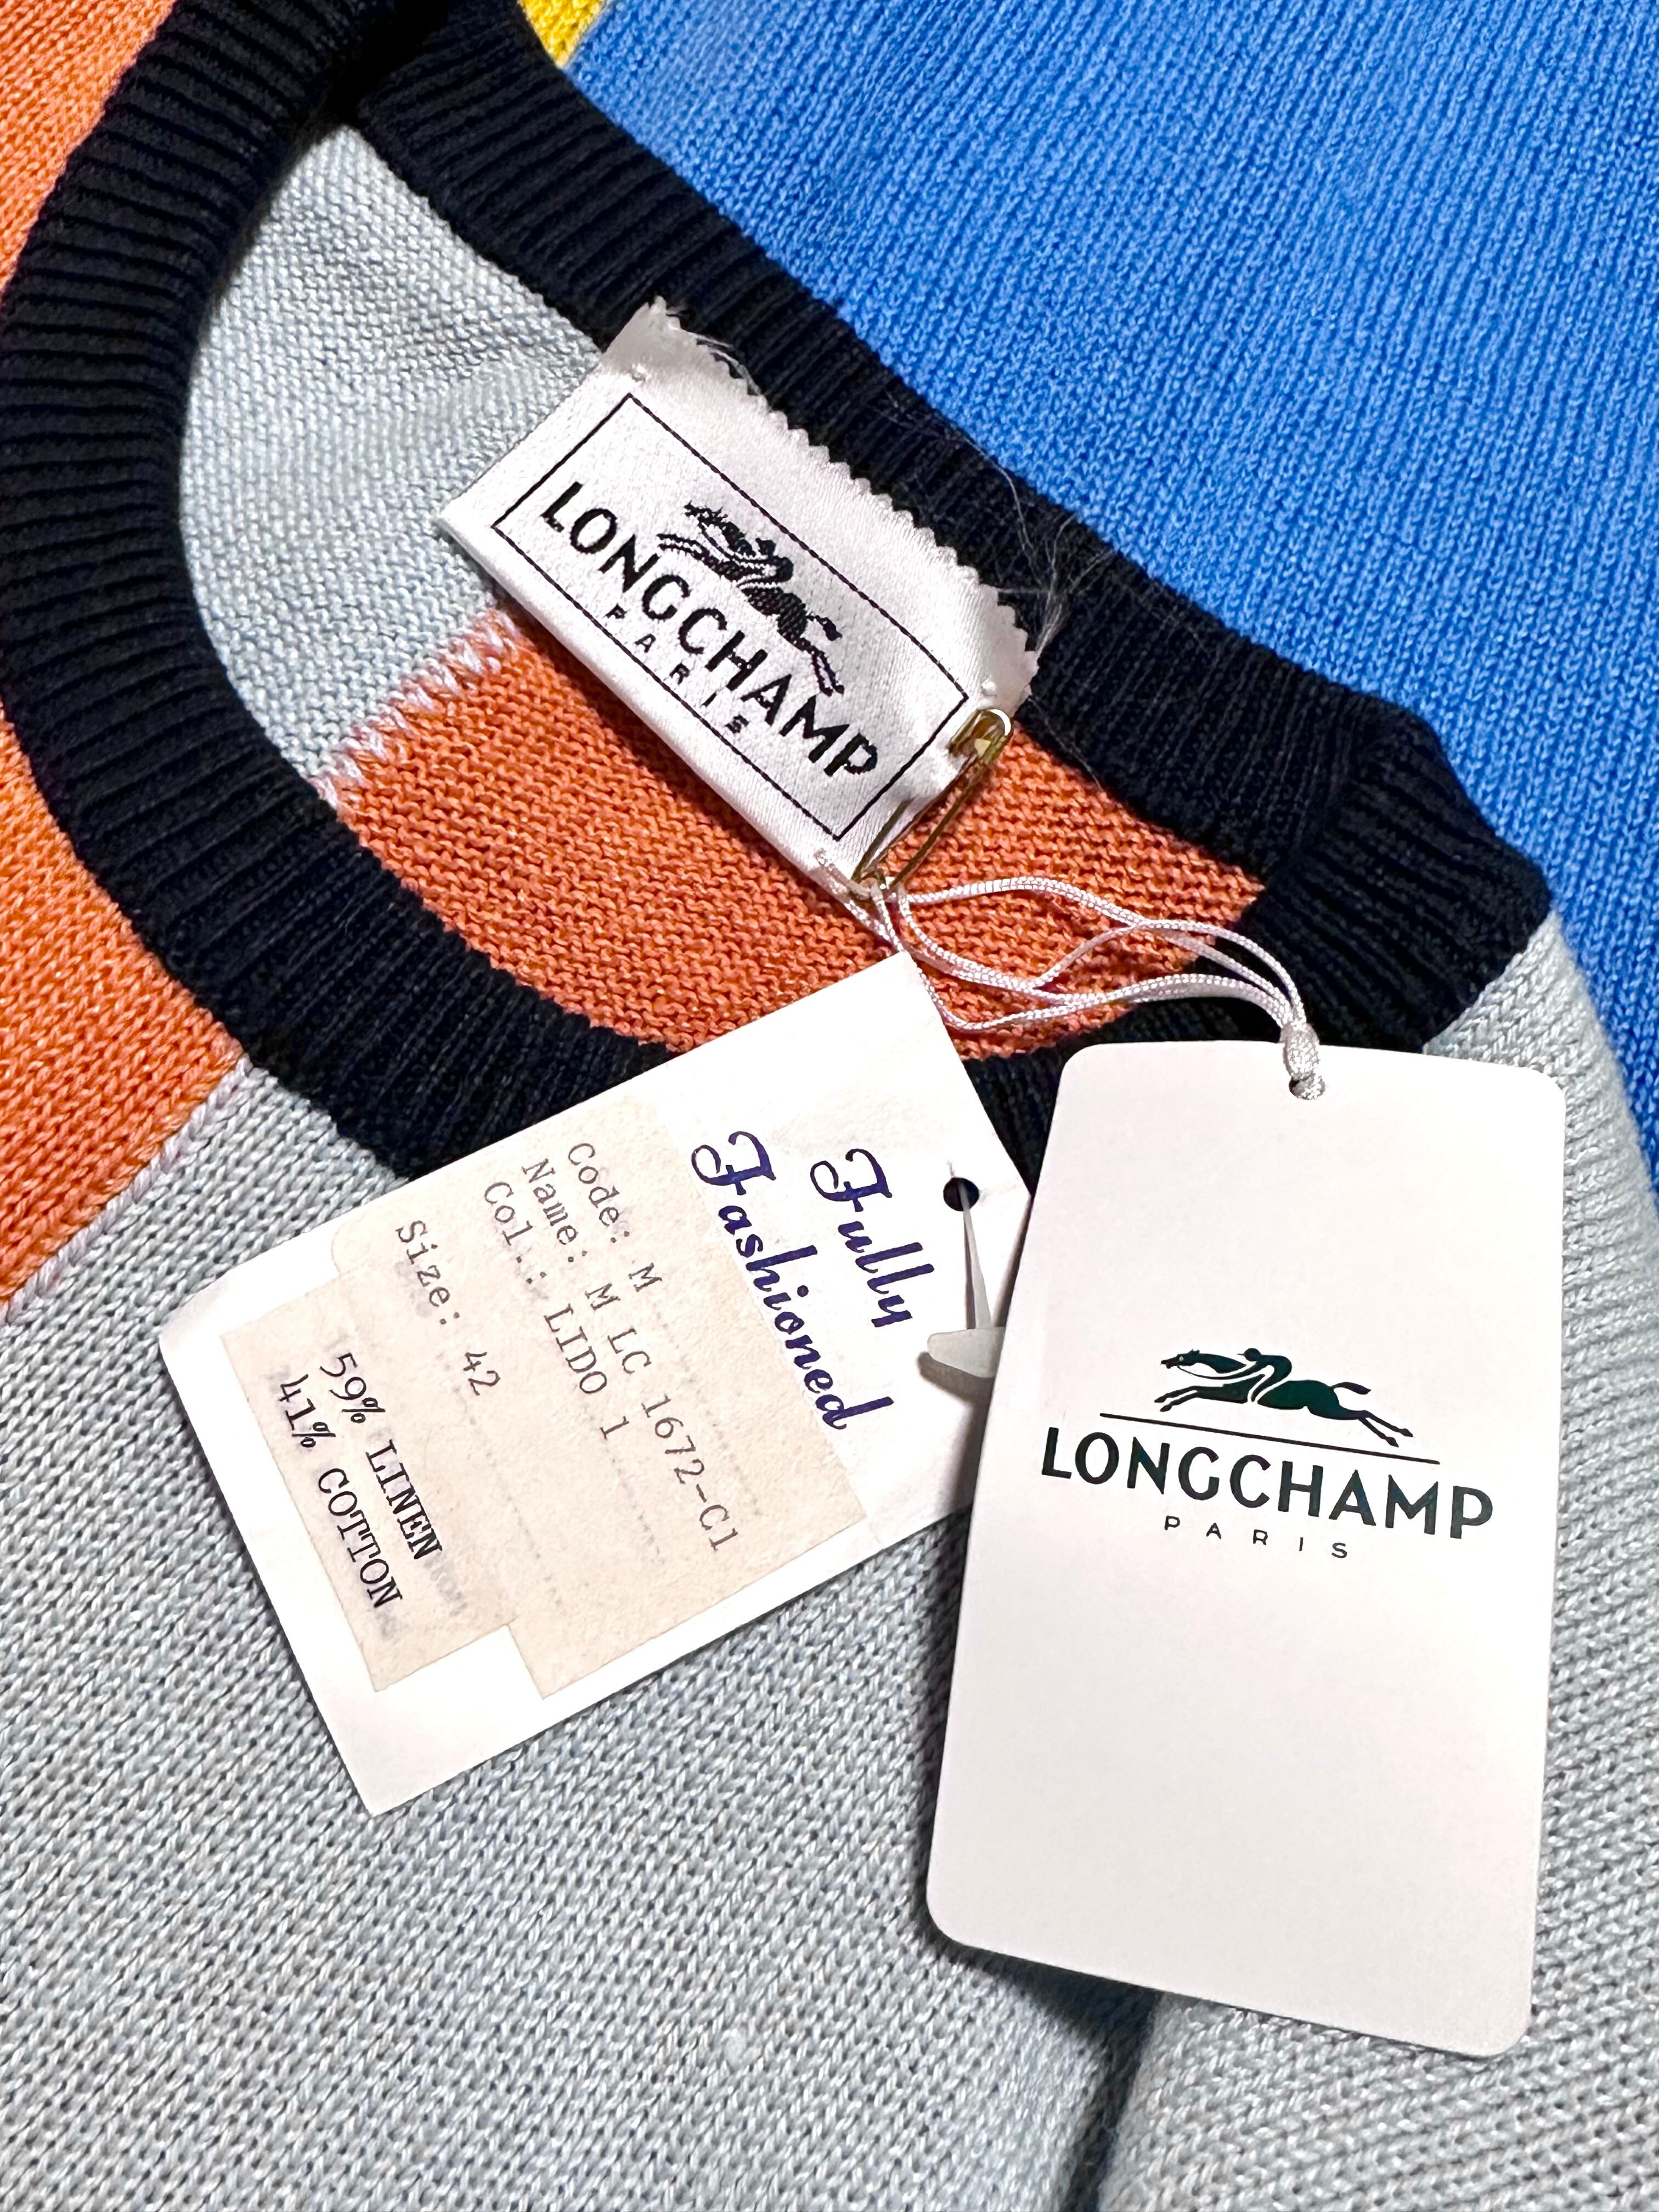 LONGCHAMP
PARIS
Fully
Fashioned
Code: M
Name: M LC 1672-C1
Col.: LIDO 1
Size: 42
59% LINEN
41% COTTON
LONGCHAMP
PARIS